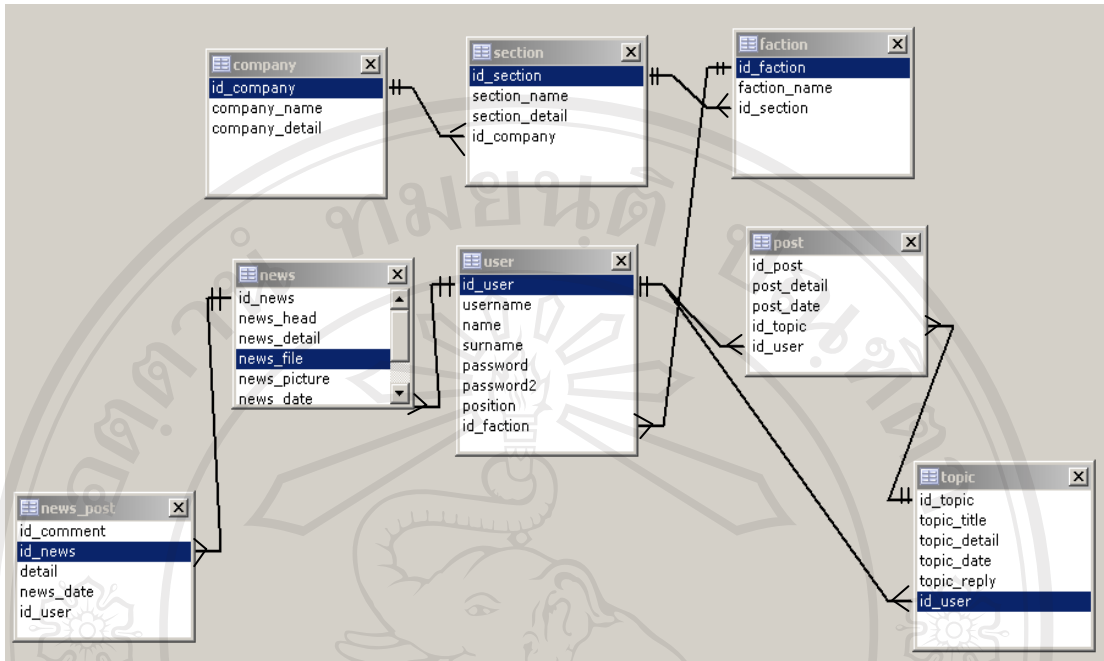 company
id_company
company_name
company_detail
section
id_section
section_name
section_detail
id_company
faction
id_faction
faction_name
id_section
news
id_news
news_head
news_detail
news_file
news_picture
news_date
user
id_user
username
name
surname
password
password2
position
id_faction
post
id_post
post_detail
post_date
id_topic
id_user
news_post
id_comment
id_news
detail
news_date
id_user
topic
id_topic
topic_title
topic_detail
topic_date
topic_reply
id_user